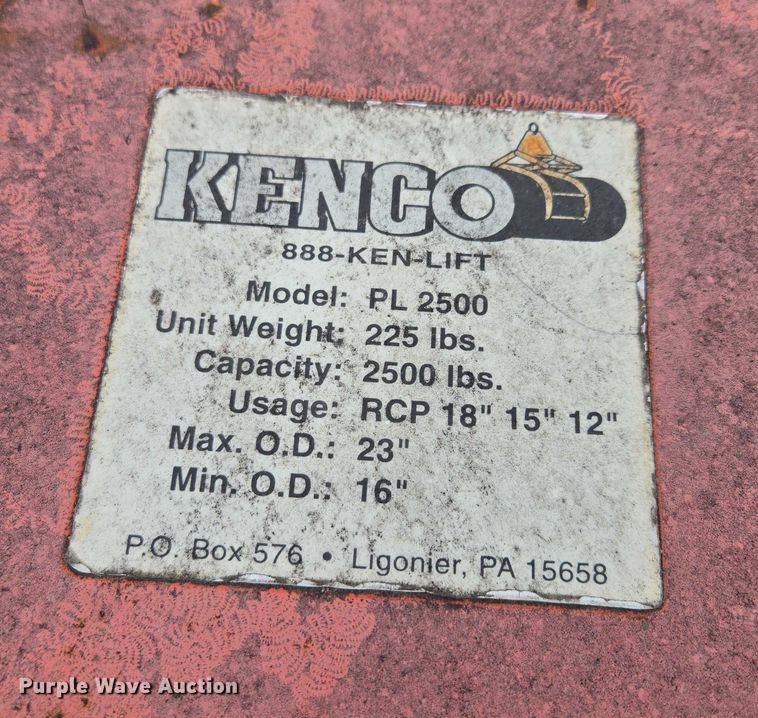 KENCO
888-KEN-LIFT
Model: PL 2500
Unit Weight: 225 lbs.
Capacity: 2500 lbs.
Usage: RCP 18" 15" 12"
Max. O.D.: 23"
Min. O.D.: 16"
P.O. Box 576 • Ligonier, PA 15658
Purple Wave Auction